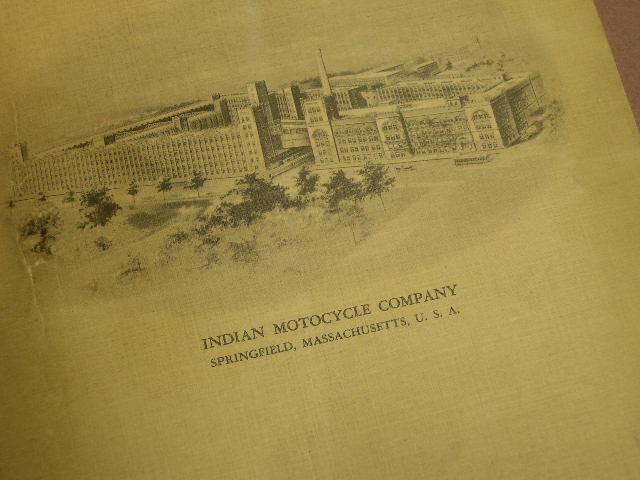 INDIAN MOTOCYCLE COMPANY
SPRINGFIELD, MASSACHUSETTS, U. S. A.